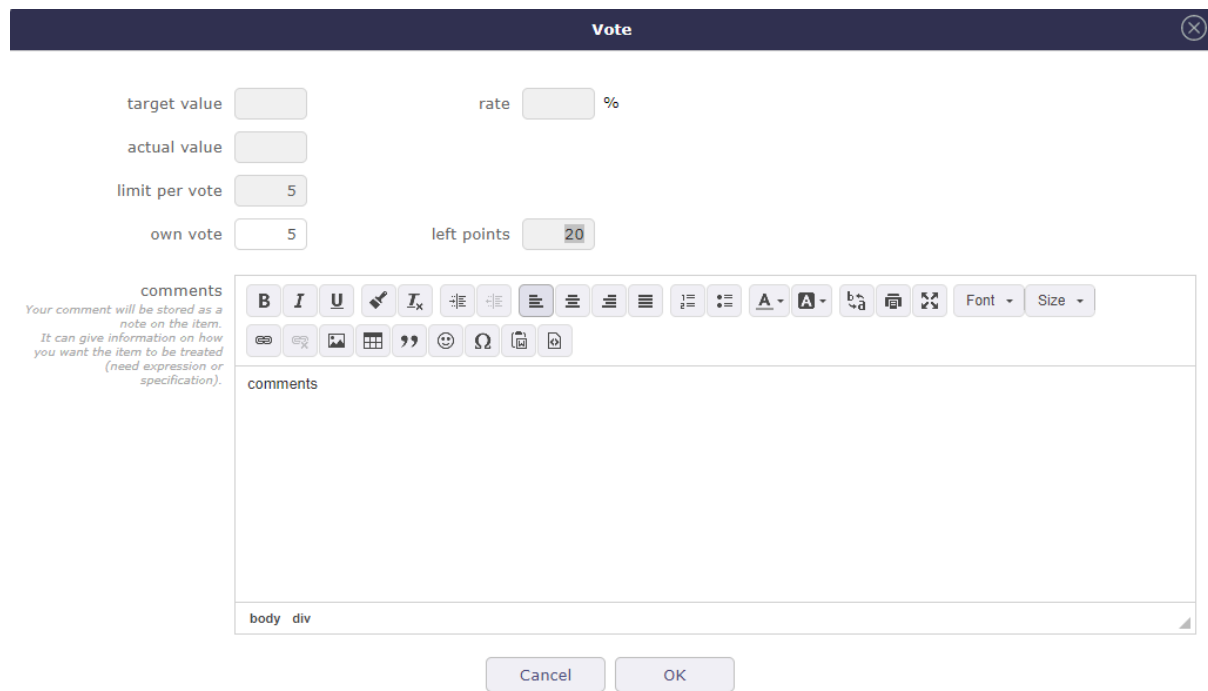 Vote
target value rate %
actual value
limit per vote 5
own vote 5 left points 20
comments
Your comment will be stored as a
note on the item.
It can give information on how
you want the item to be treated
(need expression or
specification).
B I U Tx A A Font Size
Ω
comments
body div
Cancel OK